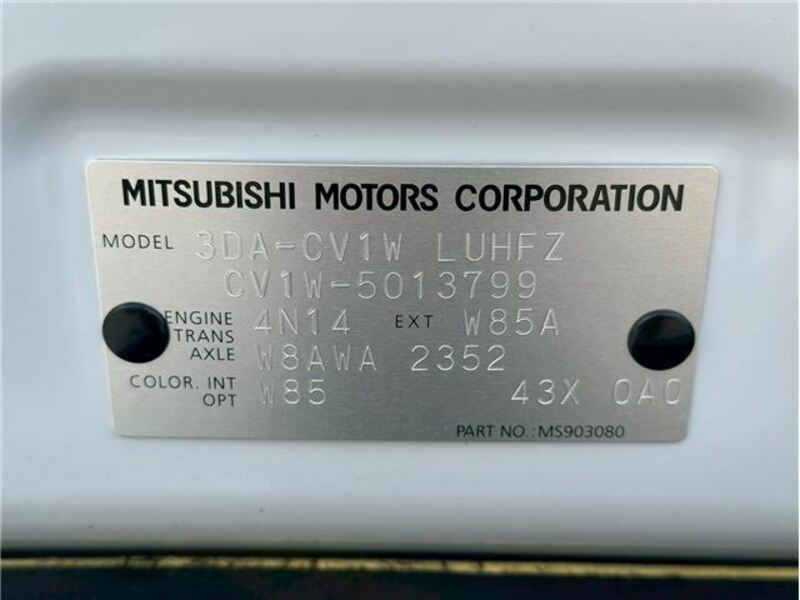 MITSUBISHI MOTORS CORPORATION
MODEL 3DA-CV1W LUHFZ
CV1W-5013799
ENGINE 4N14 EXT W85A
TRANS
AXLE W8AWA 2352
COLOR. INT W85 43X 0A0
OPT
PART NO.: MS903080